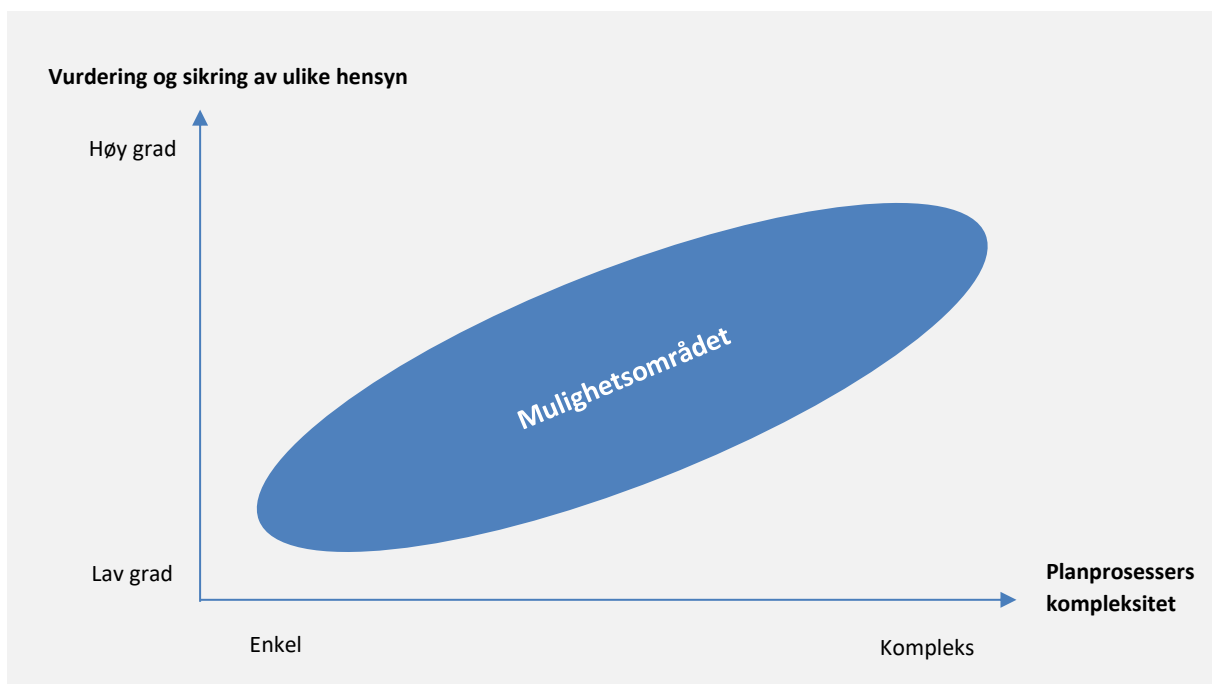 Vurdering og sikring av ulike hensyn
Høy grad
Mulighetsområdet
Lav grad
Planprosessers
kompleksitet
Enkel
Kompleks